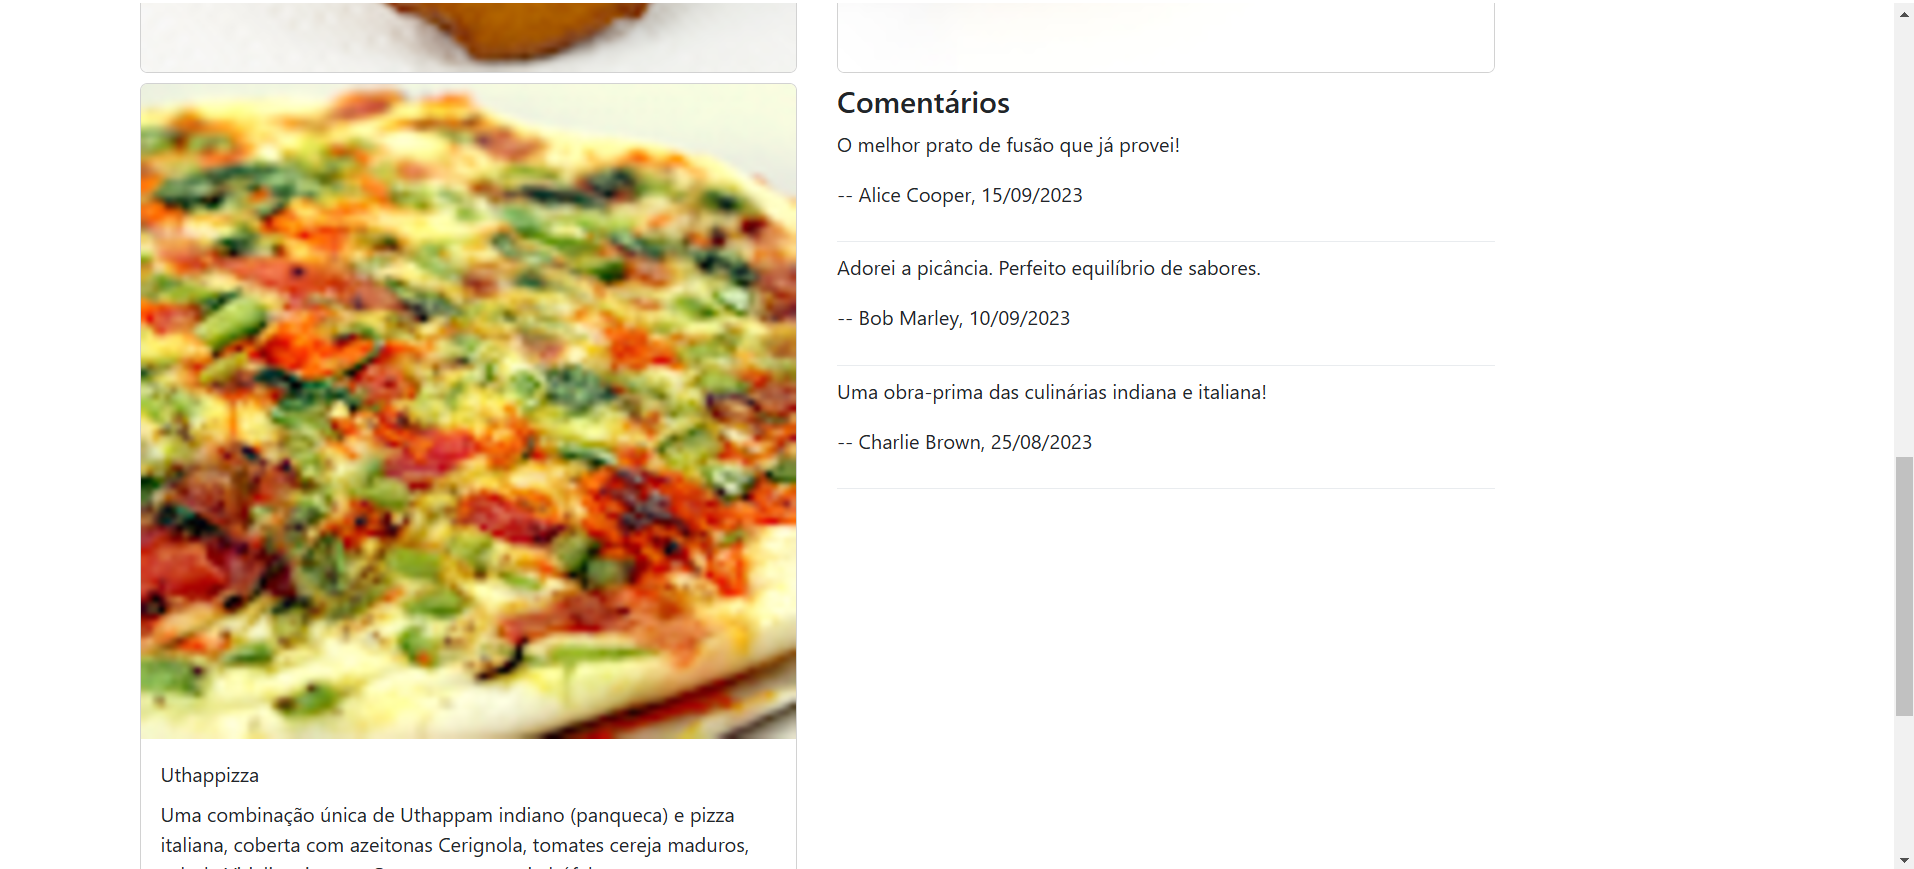 Comentários
O melhor prato de fusão que já provei!
-- Alice Cooper, 15/09/2023
Adorei a picância. Perfeito equilíbrio de sabores.
-- Bob Marley, 10/09/2023
Uma obra-prima das culinárias indiana e italiana!
-- Charlie Brown, 25/08/2023
Uthappizza
Uma combinação única de Uthappam indiano (panqueca) e pizza
italiana, coberta com azeitonas Cerignola, tomates cereja maduros,